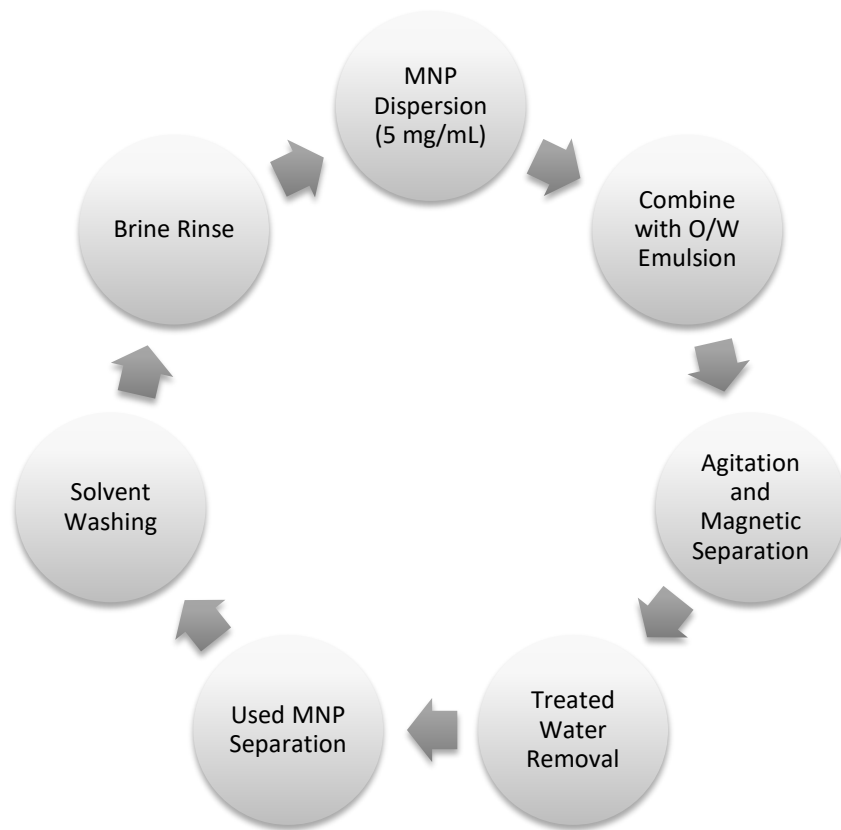 MNP
Dispersion
(5 mg/mL)
Combine
with O/W
Emulsion
Agitation
and
Magnetic
Separation
Treated
Water
Removal
Used MNP
Separation
Solvent
Washing
Brine Rinse